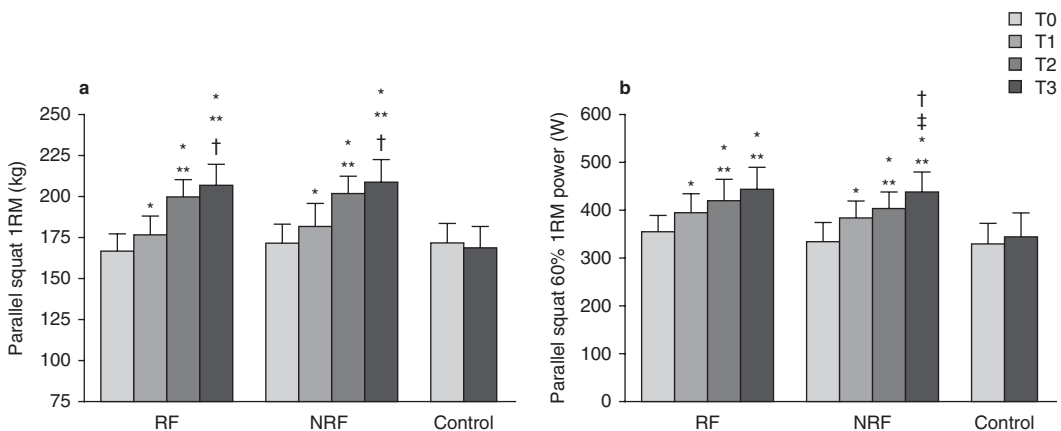 T0
T1
T2
T3
a
Parallel squat 1RM (kg)
250
225
200
175
150
125
100
75
*
*
**
*
**
†
*
*
**
*
**
†
RF
NRF
Control
b
Parallel squat 60% 1RM power (W)
600
500
400
300
200
100
0
*
*
**
*
**
*
*
**
†
‡
*
**
RF
NRF
Control